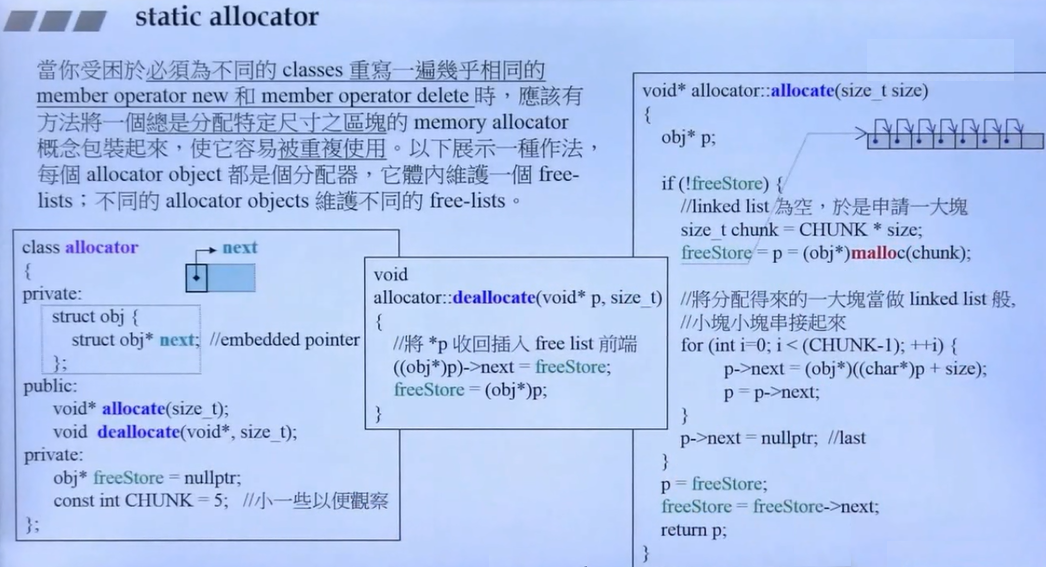 static allocator
當你受困於必須為不同的 classes 重寫一遍幾乎相同的
member operator new 和 member operator delete 時，應該有
方法將一個總是分配特定尺寸之區塊的 memory allocator
概念包裝起來，使它容易被重複使用。以下展示一種作法，
每個 allocator object 都是個分配器，它體內維護一個 free-
lists；不同的 allocator objects 維護不同的 free-lists。
class allocator
next
{
private:
struct obj {
struct obj* next; //embedded pointer
};
public:
void* allocate(size_t);
void deallocate(void*, size_t);
private:
obj* freeStore = nullptr;
const int CHUNK = 5; //小一些以便觀察
};
void
allocator::deallocate(void* p, size_t)
{
//將 *p 收回插入 free list 前端
((obj*)p)->next = freeStore;
freeStore = (obj*)p;
}
void* allocator::allocate(size_t size)
{
obj* p;
if (!freeStore) {
//linked list 為空，於是申請一大塊
size_t chunk = CHUNK * size;
freeStore = p = (obj*)malloc(chunk);
//將分配得來的一大塊當做 linked list 般,
//小塊小塊串接起來
for (int i=0; i < (CHUNK-1); ++i) {
p->next = (obj*)((char*)p + size);
p = p->next;
}
p->next = nullptr; //last
}
p = freeStore;
freeStore = freeStore->next;
return p;
}